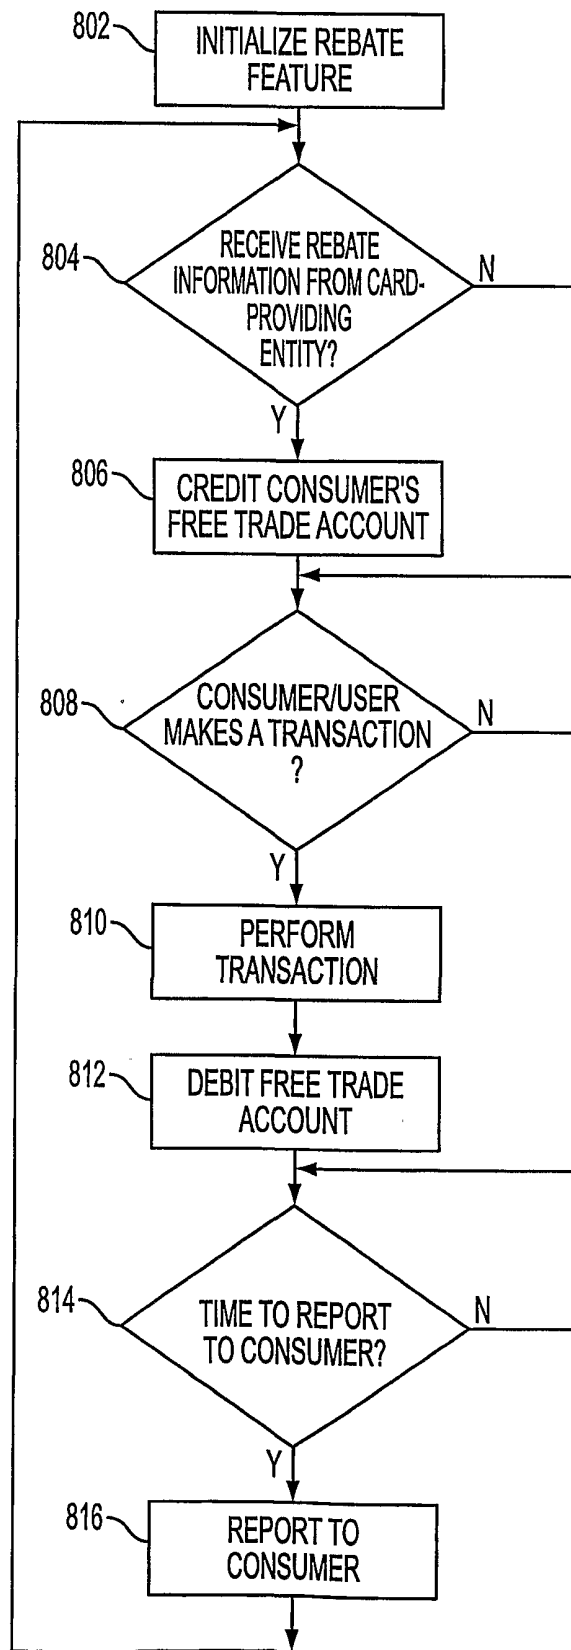 802
INITIALIZE REBATE
FEATURE
804
RECEIVE REBATE
INFORMATION FROM CARD-
PROVIDING
ENTITY?
N
Y
806
CREDIT CONSUMER'S
FREE TRADE ACCOUNT
808
CONSUMER/USER
MAKES A TRANSACTION
?
N
Y
810
PERFORM
TRANSACTION
812
DEBIT FREE TRADE
ACCOUNT
814
TIME TO REPORT
TO CONSUMER?
N
Y
816
REPORT TO
CONSUMER